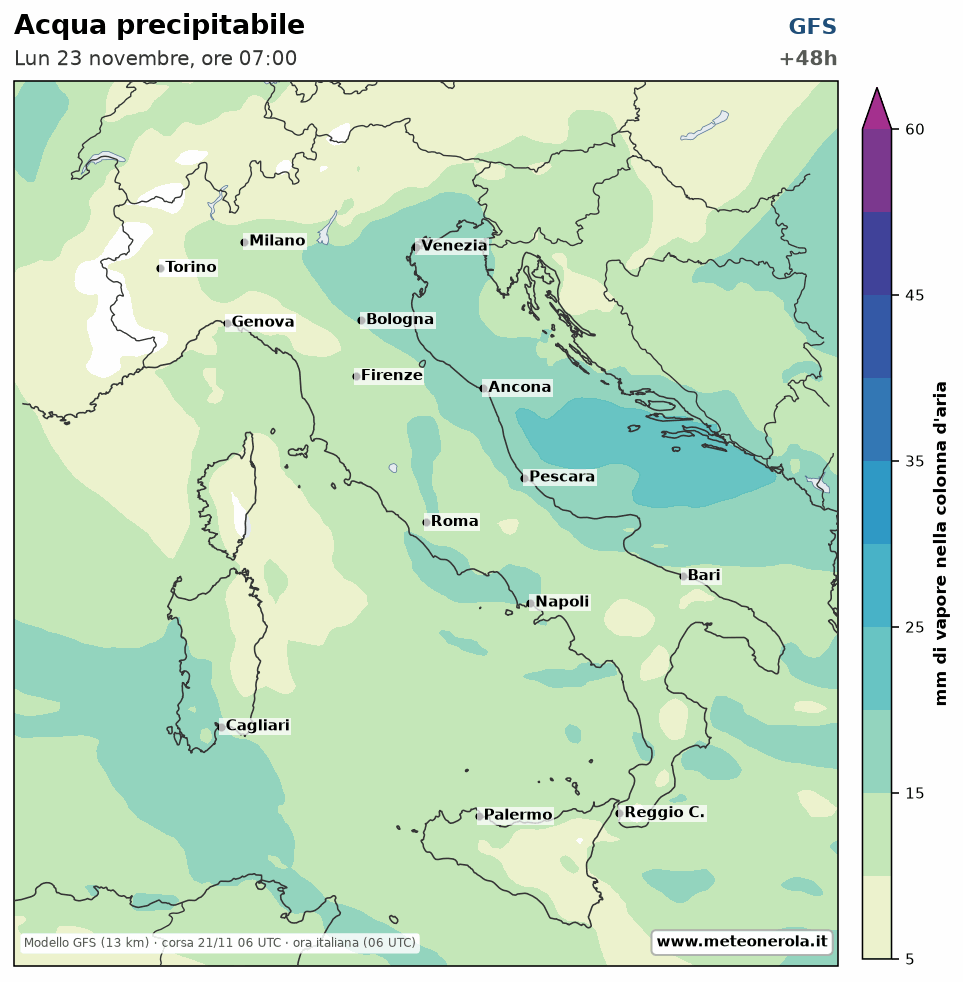 Acqua precipitabile
GFS
Lun 23 novembre, ore 07:00
+48h
60
Milano
Venezia
Torino
45
Genova
Bologna
Firenze
Ancona
35
Pescara
Roma
Bari
Napoli
25
mm di vapore nella colonna d'aria
Cagliari
15
Palermo
Reggio C.
Modello GFS (13 km) · corsa 21/11 06 UTC · ora italiana (06 UTC)
www.meteonerola.it
5